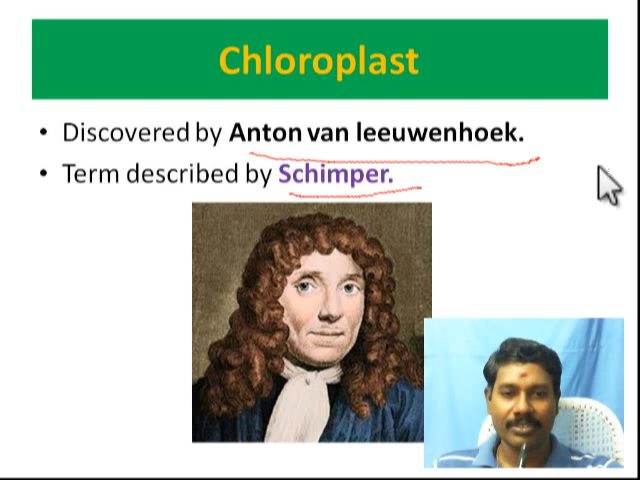 Chloroplast
• Discovered by Anton van leeuwenhoek.
• Term described by Schimper.